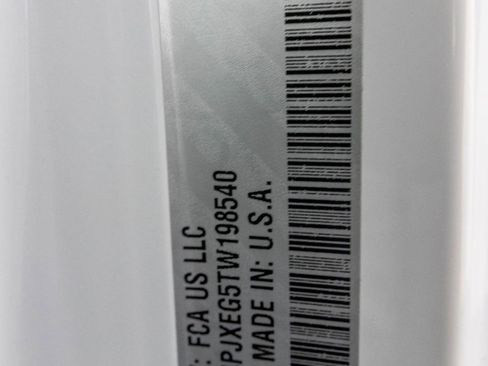 : FCA US LLC
PJXEG5TW198540
MADE IN: U.S.A.